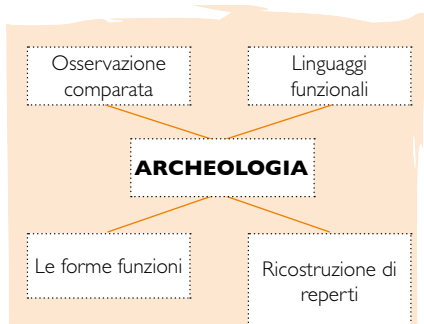 Osservazione
comparata
Linguaggi
funzionali
ARCHEOLOGIA
Le forme funzioni
Ricostruzione di
reperti